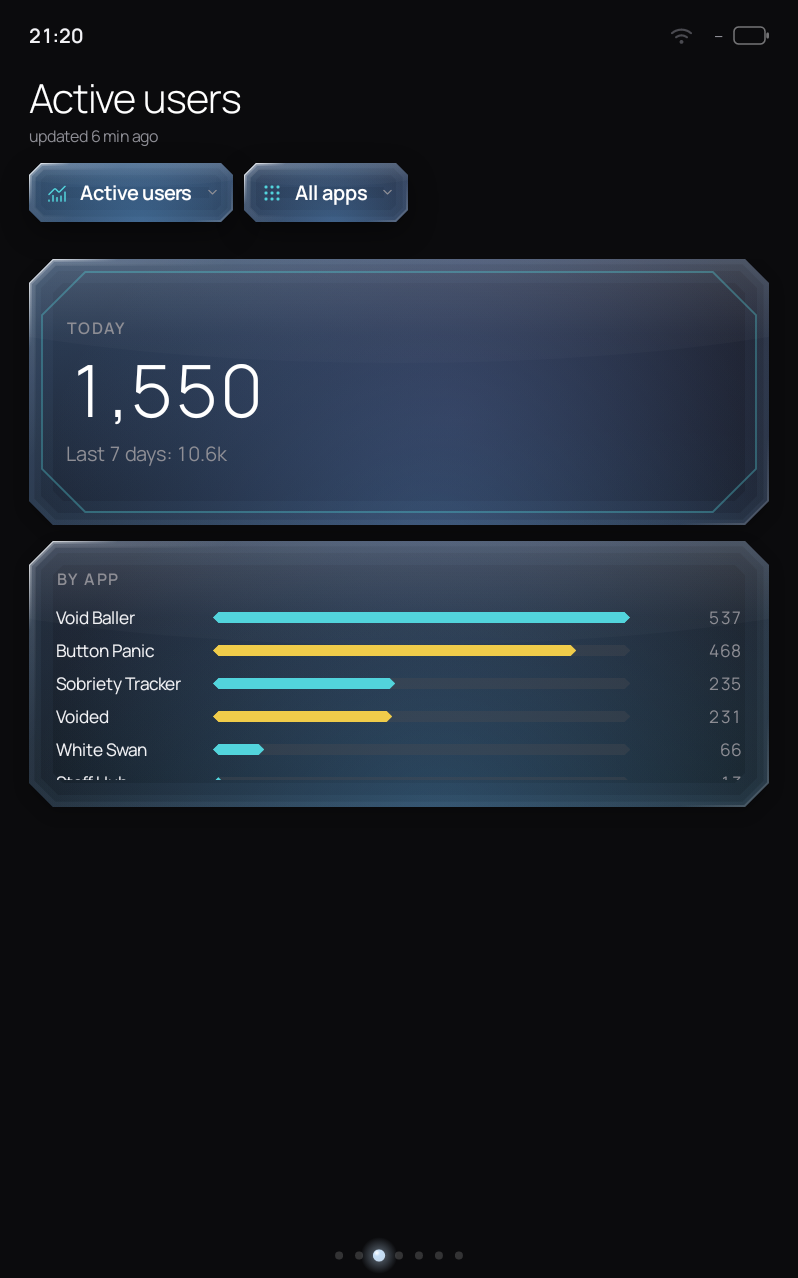 21:20
–
Active users
updated 6 min ago
Active users
All apps
TODAY
1,550
Last 7 days: 10.6k
BY APP
Void Baller 537
Button Panic 468
Sobriety Tracker 235
Voided 231
White Swan 66